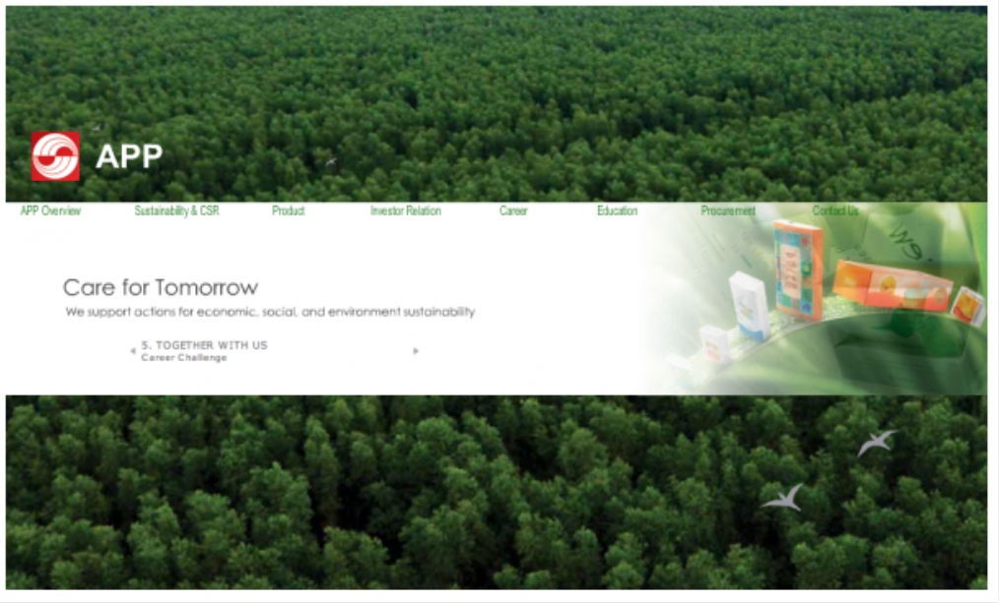 APP
APP Overview Sustainability & CSR Product Investor Relation Career Education Procurement Contact Us
Care for Tomorrow
We support actions for economic, social, and environment sustainability
5. TOGETHER WITH US
Career Challenge